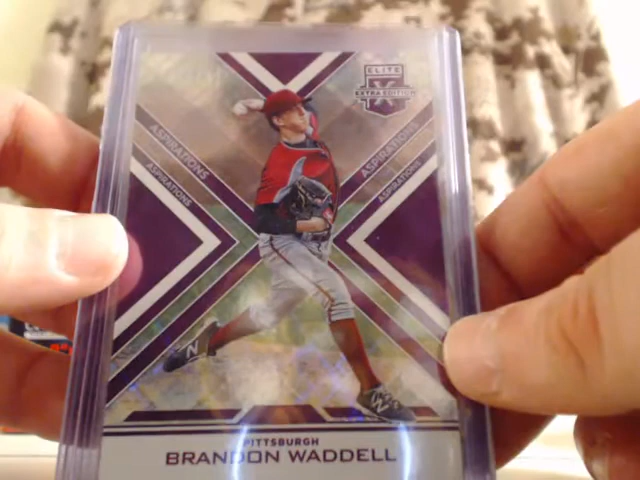 ELITE
EXTRA EDITION
ASPIRATIONS
ASPIRATIONS
ASPIRATIONS
ASPIRATIONS
N
PITTSBURGH
BRANDON WADDELL